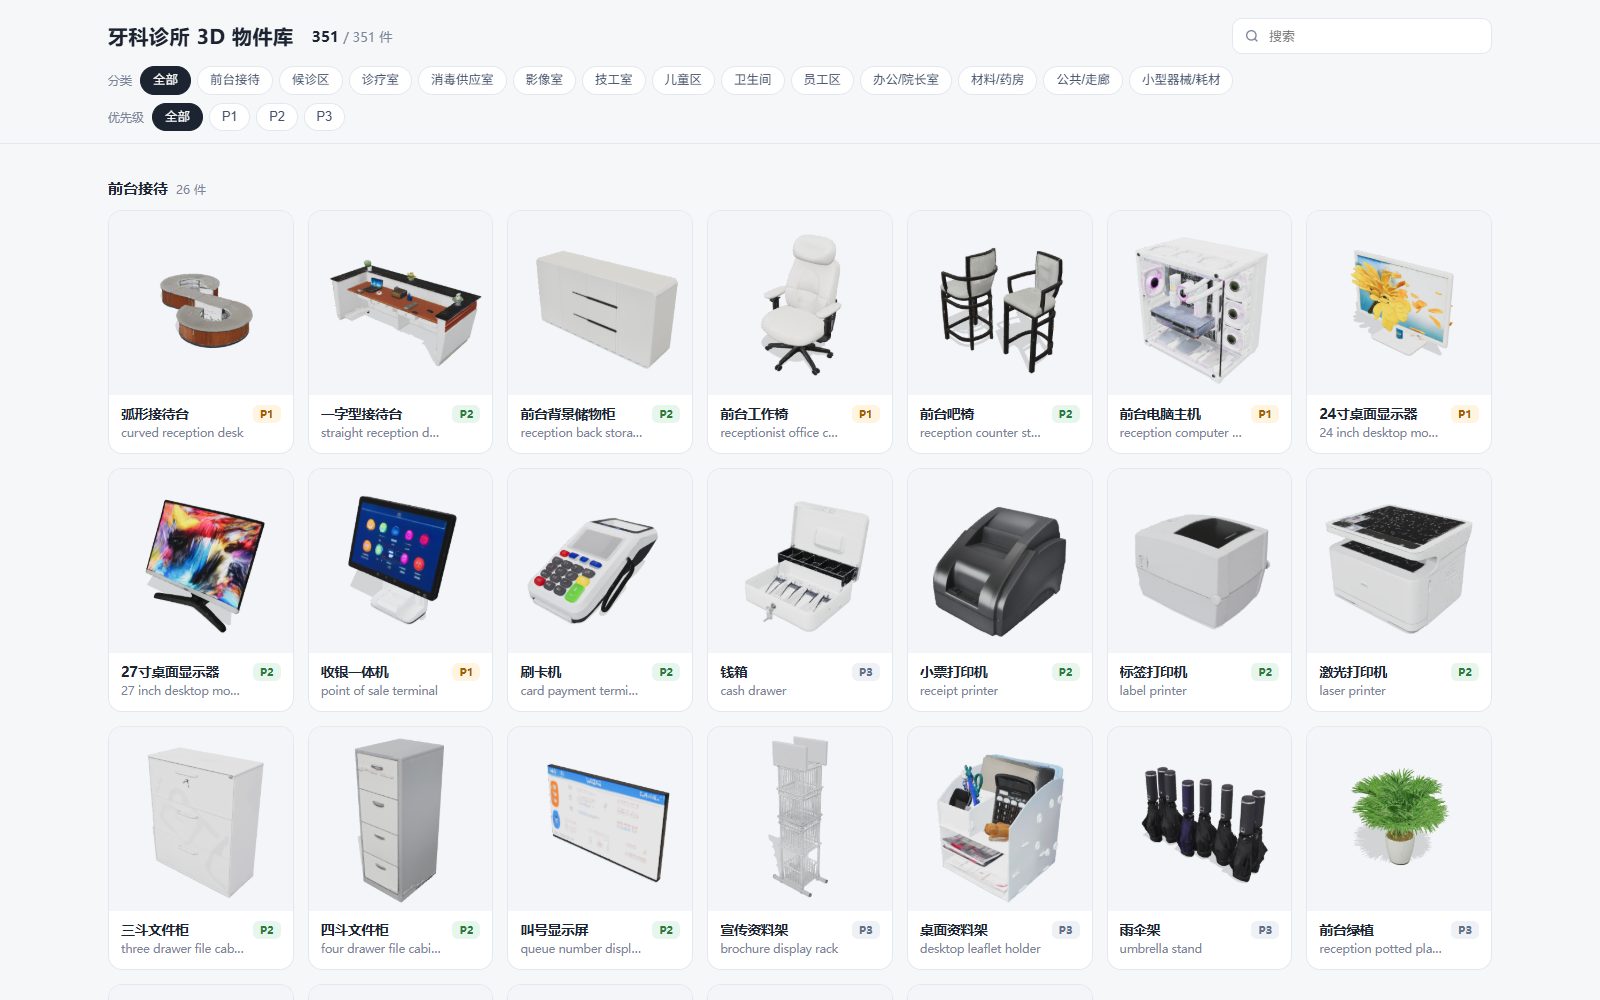 牙科诊所 3D 物件库 351 / 351 件
搜索
分类 全部 前台接待 候诊区 诊疗室 消毒供应室 影像室 技工室 儿童区 卫生间 员工区 办公/院长室 材料/药房 公共/走廊 小型器械/耗材
优先级 全部 P1 P2 P3
前台接待 26 件
弧形接待台 P1
curved reception desk
一字型接待台 P2
straight reception d...
前台背景储物柜 P2
reception back stora...
前台工作椅 P1
receptionist office c...
前台吧椅 P2
reception counter st...
前台电脑主机 P1
reception computer ...
24寸桌面显示器 P1
24 inch desktop mo...
27寸桌面显示器 P2
27 inch desktop mo...
收银一体机 P1
point of sale terminal
刷卡机 P2
card payment termi...
钱箱 P3
cash drawer
小票打印机 P2
receipt printer
标签打印机 P2
label printer
激光打印机 P2
laser printer
三斗文件柜 P2
three drawer file cab...
四斗文件柜 P2
four drawer file cabi...
叫号显示屏 P2
queue number displ...
宣传资料架 P3
brochure display rack
桌面资料架 P3
desktop leaflet holder
雨伞架 P3
umbrella stand
前台绿植 P3
reception potted pla...